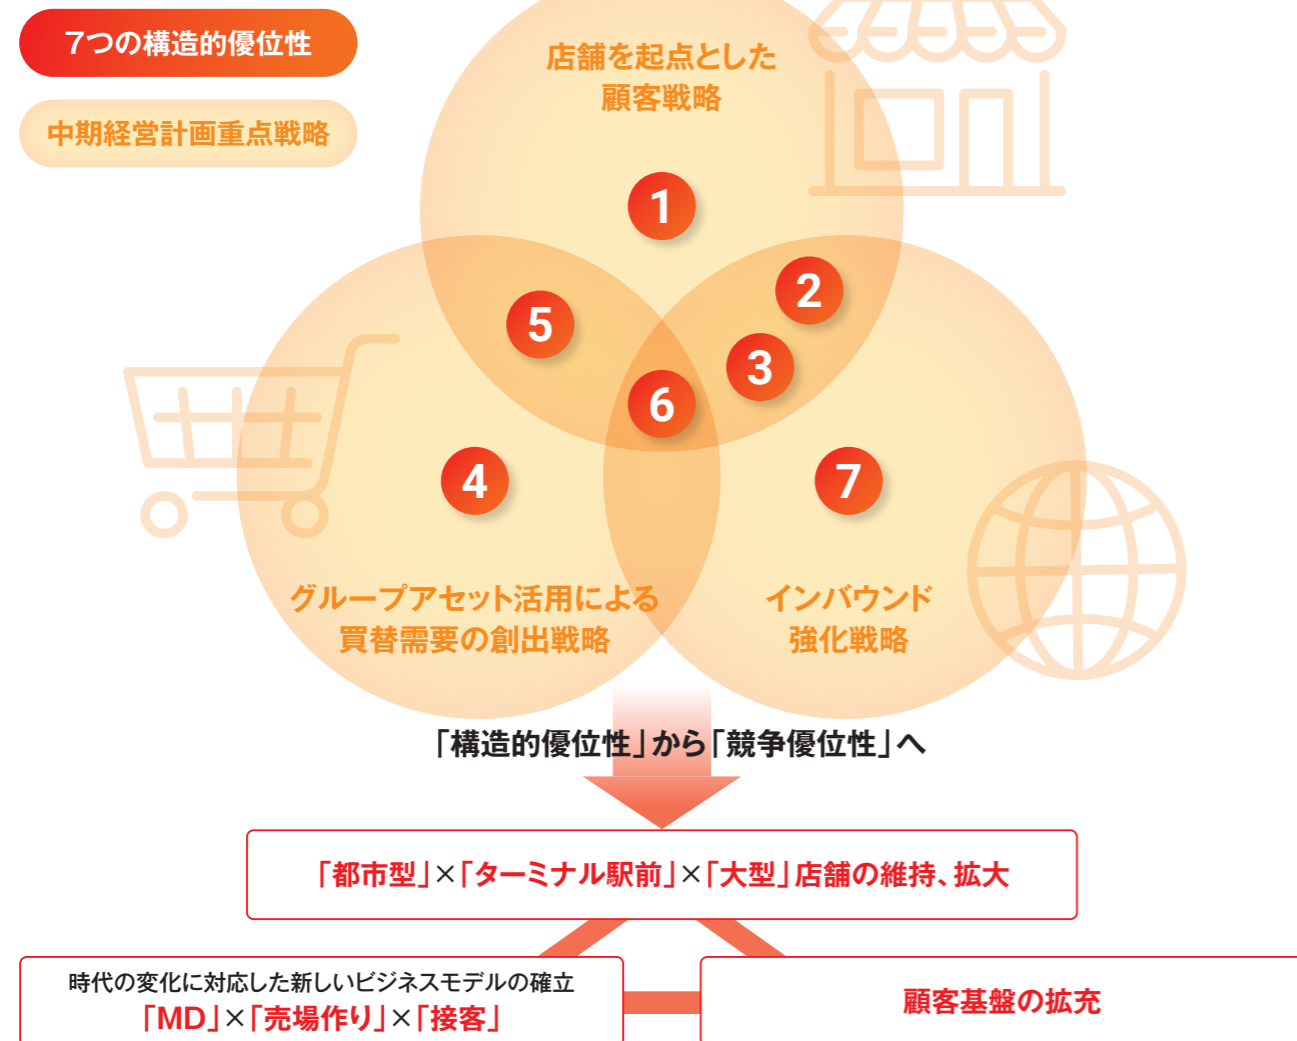 7つの構造的優位性
中期経営計画重点戦略
店舗を起点とした
顧客戦略
1
2
5
3
6
4
7
グループアセット活用による
買替需要の創出戦略
インバウンド
強化戦略
「構造的優位性」から「競争優位性」へ
「都市型」×「ターミナル駅前」×「大型」店舗の維持、拡大
時代の変化に対応した新しいビジネスモデルの確立
「MD」×「売場作り」×「接客」
顧客基盤の拡充